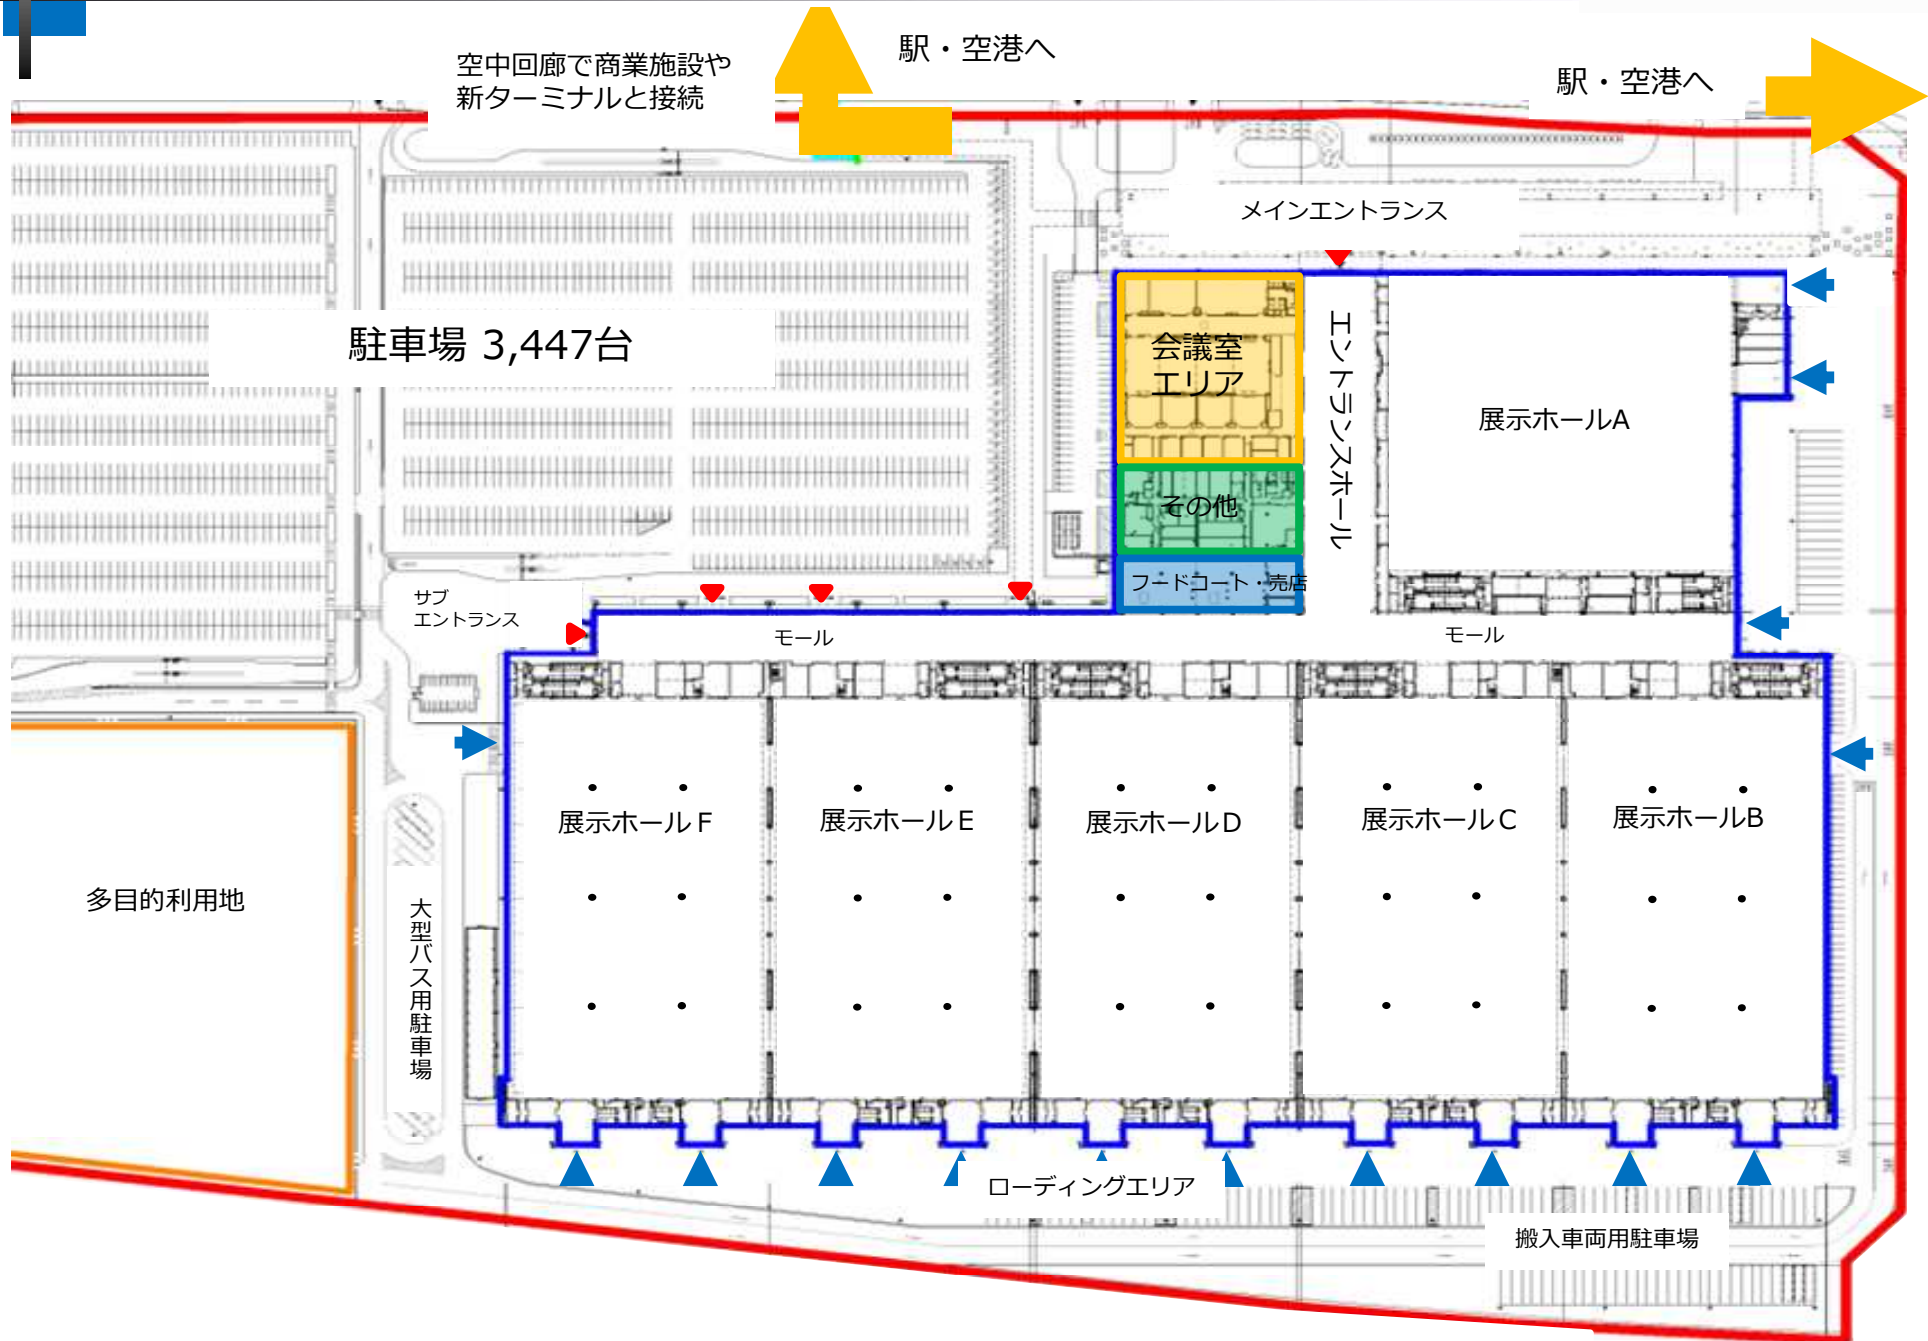 空中回廊で商業施設や
新ターミナルと接続
駅・空港へ
駅・空港へ
メインエントランス
駐車場 3,447台
会議室
エリア
エントランスホール
展示ホールA
その他
フードコート・売店
サブ
エントランス
モール
モール
展示ホールF
展示ホールE
展示ホールD
展示ホールC
展示ホールB
多目的利用地
大型バス用駐車場
ローディングエリア
搬入車両用駐車場